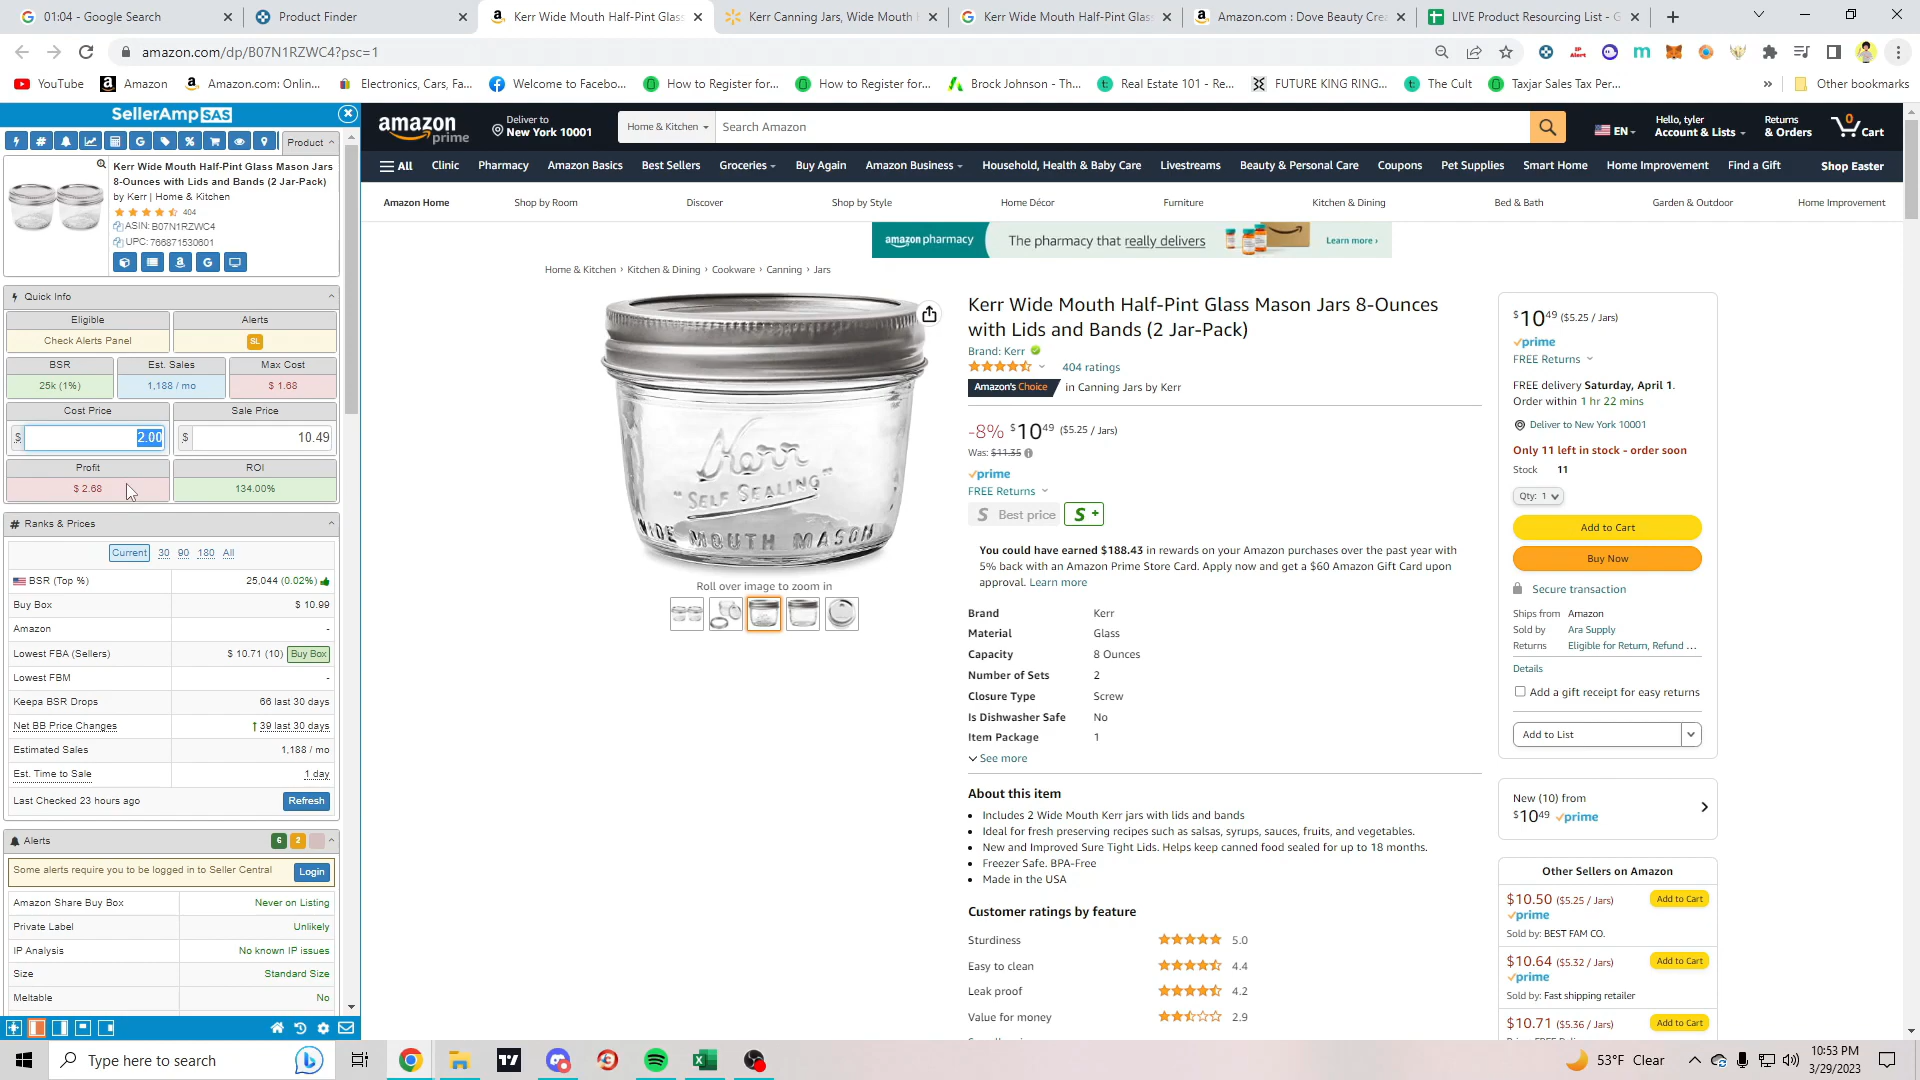 01:04 - Google Search
Product Finder
Kerr Wide Mouth Half-Pint Glass
Kerr Canning Jars, Wide Mouth
Kerr Wide Mouth Half-Pint Glass
Amazon.com : Dove Beauty Crea
LIVE Product Resourcing List - G
amazon.com/dp/B07N1RZWC4?psc=1
YouTube
Amazon
Amazon.com: Onlin...
Electronics, Cars, Fa...
Welcome to Facebo...
How to Register for...
How to Register for...
Brock Johnson - Th...
Real Estate 101 - Re...
FUTURE KING RING...
The Cult
Taxjar Sales Tax Per...
»
Other bookmarks
SellerAmp SAS
Product
Kerr Wide Mouth Half-Pint Glass Mason Jars
8-Ounces with Lids and Bands (2 Jar-Pack)
by Kerr | Home & Kitchen
404
ASIN: B07N1RZWC4
UPC: 766871530601
Quick Info
Eligible
Alerts
Check Alerts Panel
SL
BSR
Est. Sales
Max Cost
25k (1%)
1,188 / mo
$ 1.68
Cost Price
Sale Price
$ 2.00
$ 10.49
Profit
ROI
$ 2.68
134.00%
# Ranks & Prices
Current 30 90 180 All
BSR (Top %) 25,044 (0.02%)
Buy Box $ 10.99
Amazon -
Lowest FBA (Sellers) $ 10.71 (10) Buy Box
Lowest FBM -
Keepa BSR Drops 66 last 30 days
Net BB Price Changes 39 last 30 days
Estimated Sales 1,188 / mo
Est. Time to Sale 1 day
Last Checked 23 hours ago Refresh
Alerts 6 2
Some alerts require you to be logged in to Seller Central Login
Amazon Share Buy Box Never on Listing
Private Label Unlikely
IP Analysis No known IP issues
Size Standard Size
Meltable No
amazon prime
Deliver to
New York 10001
Home & Kitchen
Search Amazon
EN
Hello, tyler
Account & Lists
Returns
& Orders
0
Cart
All
Clinic
Pharmacy
Amazon Basics
Best Sellers
Groceries
Buy Again
Amazon Business
Household, Health & Baby Care
Livestreams
Beauty & Personal Care
Coupons
Pet Supplies
Smart Home
Home Improvement
Find a Gift
Shop Easter
Amazon Home
Shop by Room
Discover
Shop by Style
Home Décor
Furniture
Kitchen & Dining
Bed & Bath
Garden & Outdoor
Home Improvement
amazon pharmacy
The pharmacy that really delivers
Learn more ›
Home & Kitchen › Kitchen & Dining › Cookware › Canning › Jars
Kerr
"SELF SEALING"
WIDE MOUTH MASON
Roll over image to zoom in
Kerr Wide Mouth Half-Pint Glass Mason Jars 8-Ounces
with Lids and Bands (2 Jar-Pack)
Brand: Kerr
404 ratings
Amazon's Choice in Canning Jars by Kerr
-8% $10 49 ($5.25 / Jars)
Was: $11.35
prime
FREE Returns
S Best price S +
You could have earned $188.43 in rewards on your Amazon purchases over the past year with
5% back with an Amazon Prime Store Card. Apply now and get a $60 Amazon Gift Card upon
approval. Learn more
Brand Kerr
Material Glass
Capacity 8 Ounces
Number of Sets 2
Closure Type Screw
Is Dishwasher Safe No
Item Package 1
See more
About this item
• Includes 2 Wide Mouth Kerr jars with lids and bands
• Ideal for fresh preserving recipes such as salsas, syrups, sauces, fruits, and vegetables.
• New and Improved Sure Tight Lids. Helps keep canned food sealed for up to 18 months.
• Freezer Safe. BPA-Free
• Made in the USA
Customer ratings by feature
Sturdiness 5.0
Easy to clean 4.4
Leak proof 4.2
Value for money 2.9
$10 49 ($5.25 / Jars)
prime
FREE Returns
FREE delivery Saturday, April 1.
Order within 1 hr 22 mins
Deliver to New York 10001
Only 11 left in stock - order soon
Stock 11
Qty: 1
Add to Cart
Buy Now
Secure transaction
Ships from Amazon
Sold by Ara Supply
Returns Eligible for Return, Refund ...
Details
Add a gift receipt for easy returns
Add to List
New (10) from
$10 49 prime
Other Sellers on Amazon
$10.50 ($5.25 / Jars) Add to Cart
prime
Sold by: BEST FAM CO.
$10.64 ($5.32 / Jars) Add to Cart
prime
Sold by: Fast shipping retailer
$10.71 ($5.36 / Jars) Add to Cart
Type here to search
53°F Clear
10:53 PM
3/29/2023